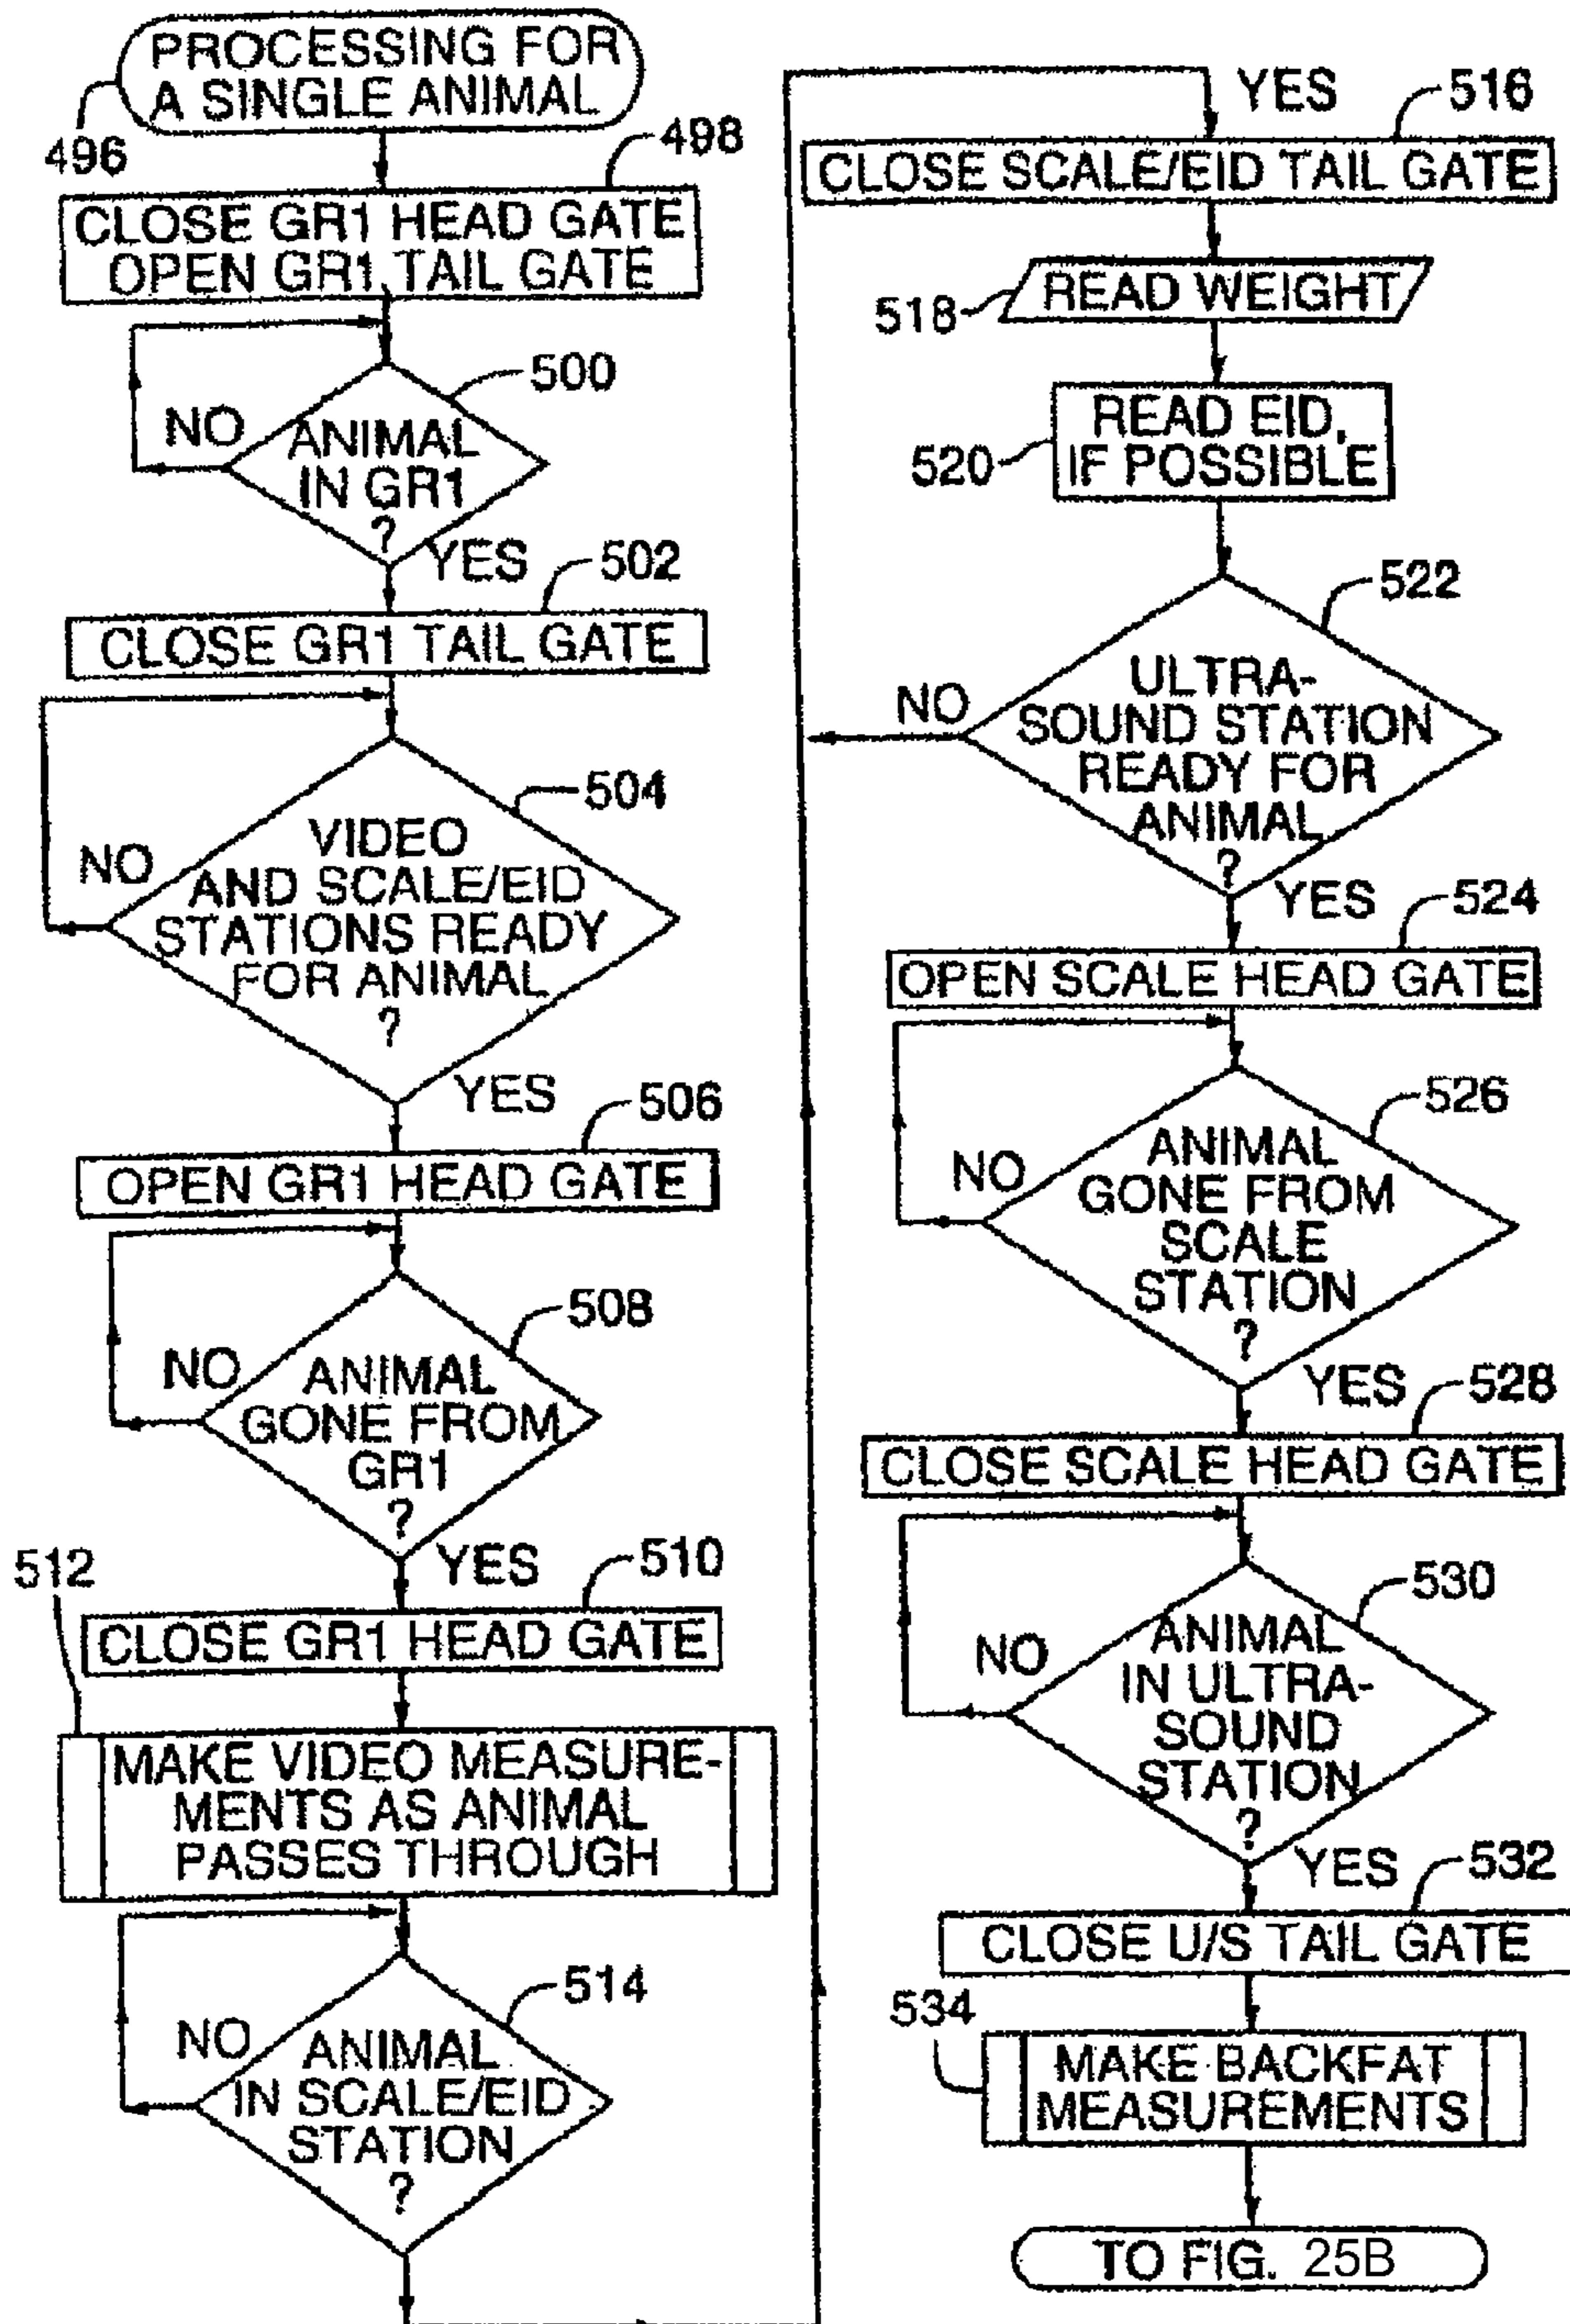 PROCESSING FOR
A SINGLE ANIMAL
496
498
CLOSE GR1 HEAD GATE
OPEN GR1 TAIL GATE
500
NO
ANIMAL
IN GR1
?
YES
502
CLOSE GR1 TAIL GATE
504
NO
VIDEO
AND SCALE/EID
STATIONS READY
FOR ANIMAL
?
YES
506
OPEN GR1 HEAD GATE
508
NO
ANIMAL
GONE FROM
GR1
?
YES
510
512
CLOSE GR1 HEAD GATE
MAKE VIDEO MEASURE-
MENTS AS ANIMAL
PASSES THROUGH
514
NO
ANIMAL
IN SCALE/EID
STATION
?
YES
516
CLOSE SCALE/EID TAIL GATE
518
READ WEIGHT
520
READ EID,
IF POSSIBLE
522
NO
ULTRA-
SOUND STATION
READY FOR
ANIMAL
?
YES
524
OPEN SCALE HEAD GATE
526
NO
ANIMAL
GONE FROM
SCALE
STATION
?
YES
528
CLOSE SCALE HEAD GATE
530
NO
ANIMAL
IN ULTRA-
SOUND
STATION
?
YES
532
CLOSE U/S TAIL GATE
534
MAKE BACKFAT
MEASUREMENTS
TO FIG. 25B